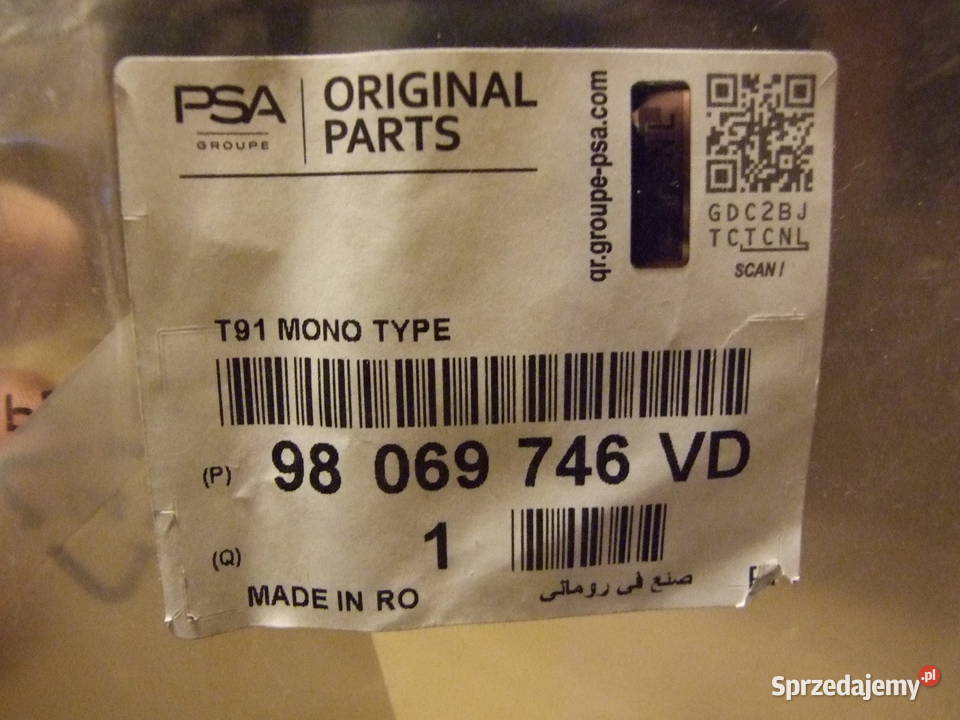 PSA
GROUPE
ORIGINAL
PARTS
qr.groupe-psa.com
GDC2BJ
TCTCNL
SCAN!
T91 MONO TYPE
(P) 98 069 746 VD
(Q) 1
MADE IN RO
صنع في روماني
Sprzedajemy.pl